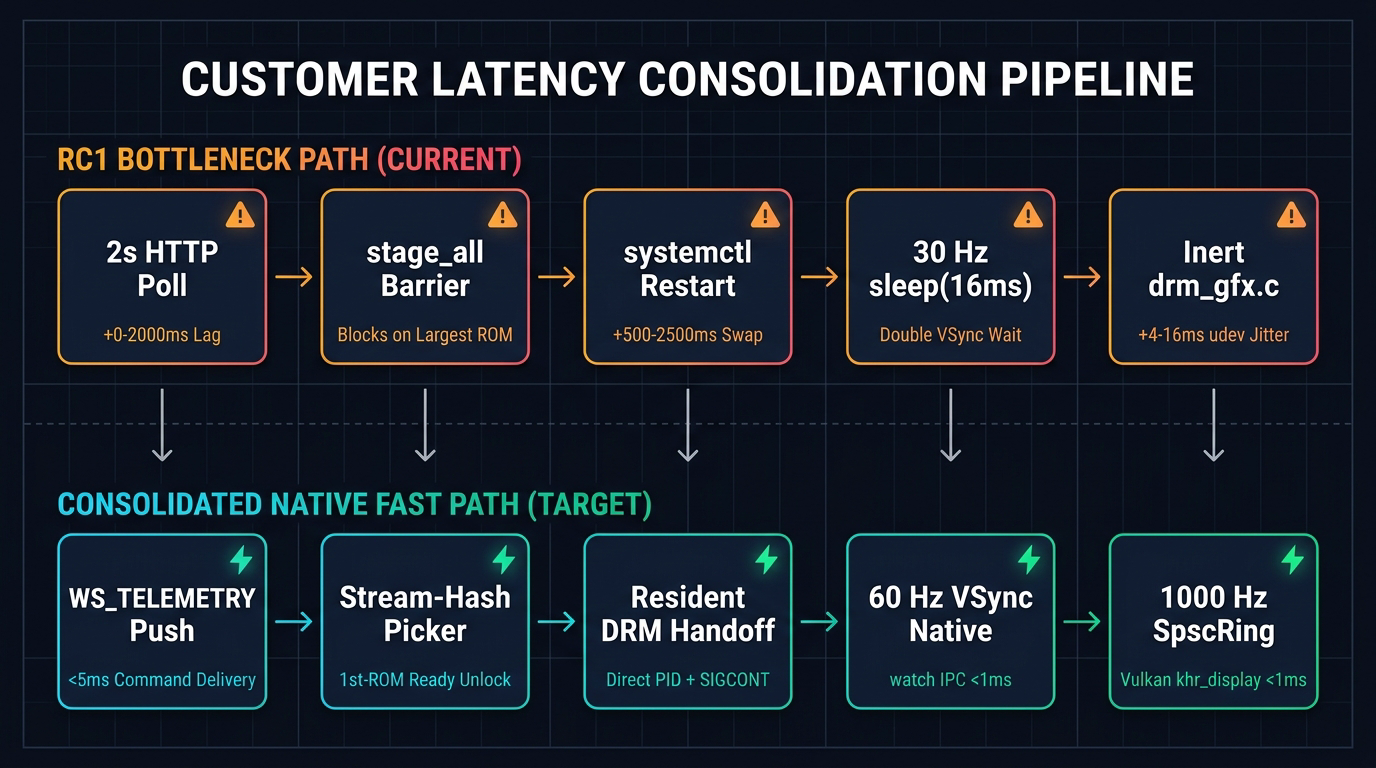 CUSTOMER LATENCY CONSOLIDATION PIPELINE
RC1 BOTTLENECK PATH (CURRENT)
2s HTTP
Poll
+0-2000ms Lag
stage_all
Barrier
Blocks on Largest ROM
systemctl
Restart
+500-2500ms Swap
30 Hz
sleep(16ms)
Double VSync Wait
Inert
drm_gfx.c
+4-16ms udev Jitter
CONSOLIDATED NATIVE FAST PATH (TARGET)
WS_TELEMETRY
Push
<5ms Command Delivery
Stream-Hash
Picker
1st-ROM Ready Unlock
Resident
DRM Handoff
Direct PID + SIGCONT
60 Hz VSync
Native
watch IPC <1ms
1000 Hz
SpscRing
Vulkan khr_display <1ms